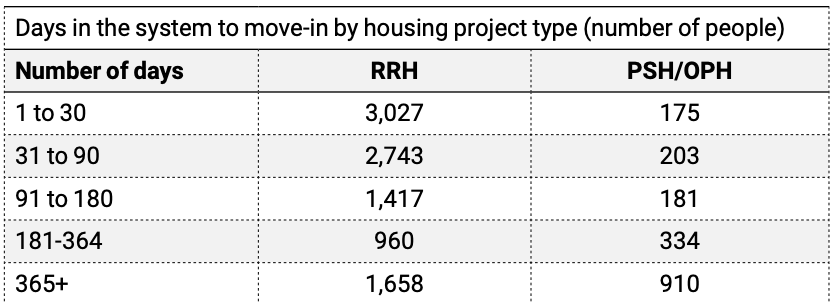 Days in the system to move-in by housing project type (number of people)
Number of days RRH PSH/OPH
1 to 30 3,027 175
31 to 90 2,743 203
91 to 180 1,417 181
181-364 960 334
365+ 1,658 910